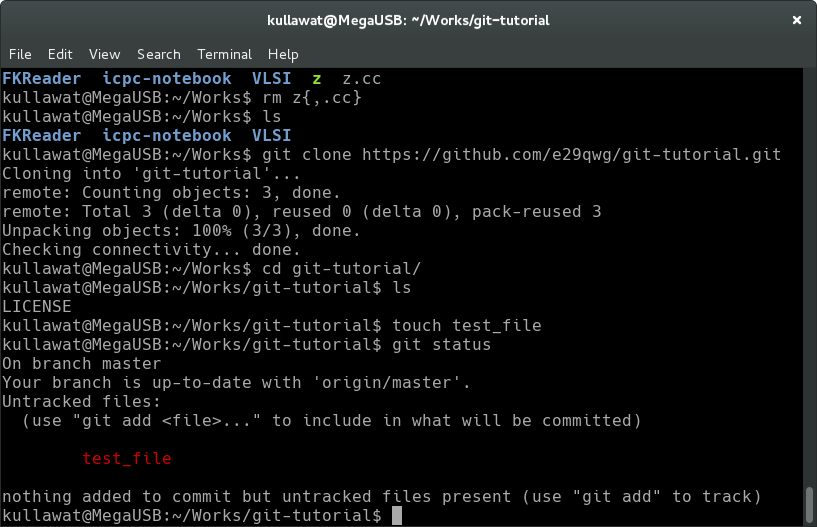 kullawat@MegaUSB: ~/Works/git-tutorial
File Edit View Search Terminal Help
FKReader  icpc-notebook  VLSI  z  z.cc
kullawat@MegaUSB:~/Works$ rm z{,.cc}
kullawat@MegaUSB:~/Works$ ls
FKReader  icpc-notebook  VLSI
kullawat@MegaUSB:~/Works$ git clone https://github.com/e29qwg/git-tutorial.git
Cloning into 'git-tutorial'...
remote: Counting objects: 3, done.
remote: Total 3 (delta 0), reused 0 (delta 0), pack-reused 3
Unpacking objects: 100% (3/3), done.
Checking connectivity... done.
kullawat@MegaUSB:~/Works$ cd git-tutorial/
kullawat@MegaUSB:~/Works/git-tutorial$ ls
LICENSE
kullawat@MegaUSB:~/Works/git-tutorial$ touch test_file
kullawat@MegaUSB:~/Works/git-tutorial$ git status
On branch master
Your branch is up-to-date with 'origin/master'.
Untracked files:
  (use "git add <file>..." to include in what will be committed)
        test_file
nothing added to commit but untracked files present (use "git add" to track)
kullawat@MegaUSB:~/Works/git-tutorial$